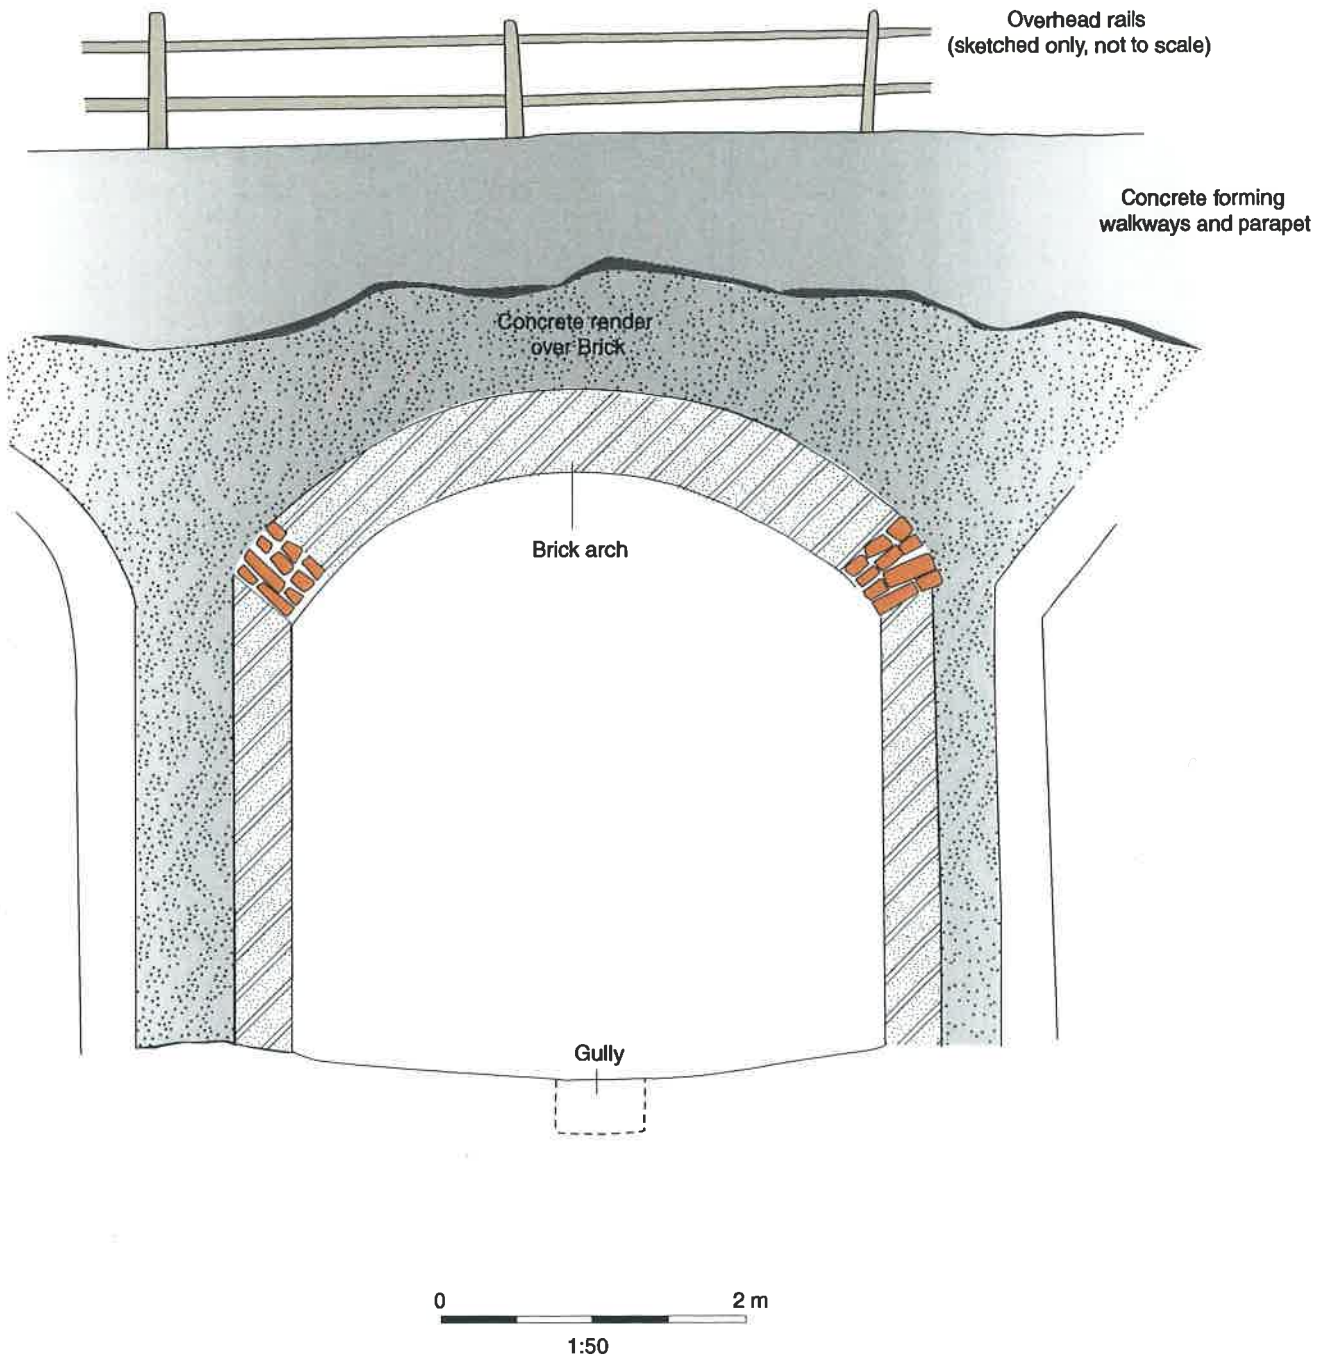 Overhead rails
(sketched only, not to scale)
Concrete forming
walkways and parapet
Concrete render
over Brick
Brick arch
Gully
0 2 m
1:50